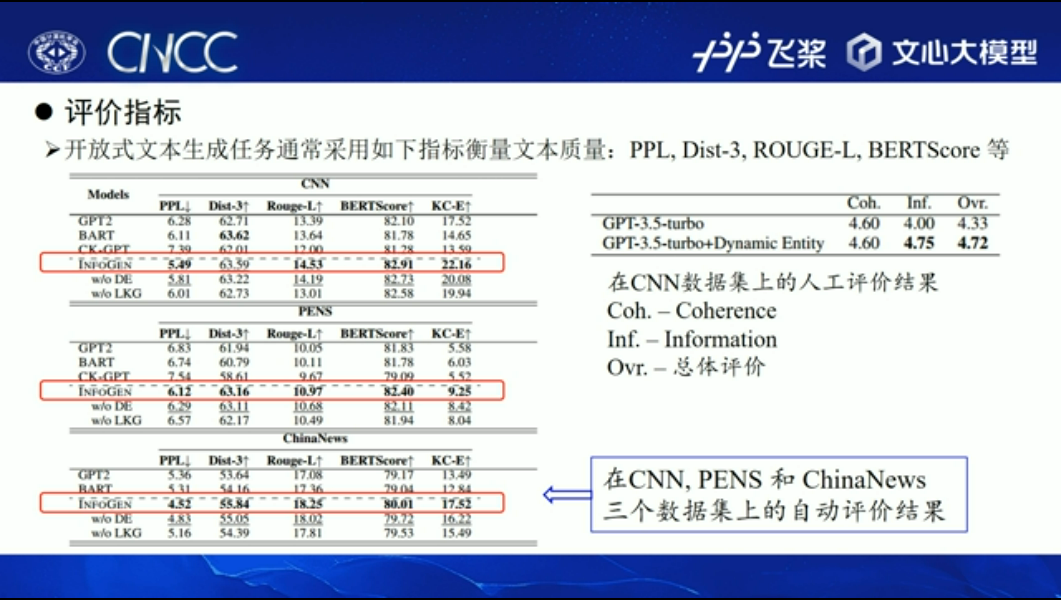 CNCC
飞桨 文心大模型
评价指标
开放式文本生成任务通常采用如下指标衡量文本质量：PPL, Dist-3, ROUGE-L, BERTScore 等
Models CNN
PPL↓ Dist-3↑ Rouge-L↑ BERTScore↑ KC-E↑
GPT2 6.28 62.71 13.39 82.10 17.52
BART 6.11 63.62 13.64 81.78 14.65
CK-GPT 7.39 62.01 12.00 81.28 13.59
INFOGEN 5.49 63.59 14.53 82.91 22.16
w/o DE 5.81 63.22 14.19 82.73 20.08
w/o LKG 6.01 62.73 13.01 82.58 19.94
PENS
PPL↓ Dist-3↑ Rouge-L↑ BERTScore↑ KC-E↑
GPT2 6.83 61.94 10.05 81.83 5.58
BART 6.74 60.79 10.11 81.78 6.03
CK-GPT 7.54 58.61 9.67 79.09 5.52
INFOGEN 6.12 63.16 10.97 82.40 9.25
w/o DE 6.29 63.11 10.68 82.11 8.42
w/o LKG 6.57 62.17 10.49 81.94 8.04
ChinaNews
PPL↓ Dist-3↑ Rouge-L↑ BERTScore↑ KC-E↑
GPT2 5.36 53.64 17.08 79.17 13.49
BART 5.31 54.16 17.36 79.04 12.84
INFOGEN 4.52 55.84 18.25 80.01 17.52
w/o DE 4.83 55.05 18.02 79.72 16.22
w/o LKG 5.16 54.39 17.81 79.53 15.49
Coh. Inf. Ovr.
GPT-3.5-turbo 4.60 4.00 4.33
GPT-3.5-turbo+Dynamic Entity 4.60 4.75 4.72
在CNN数据集上的人工评价结果
Coh. – Coherence
Inf. – Information
Ovr. – 总体评价
在CNN, PENS 和 ChinaNews
三个数据集上的自动评价结果